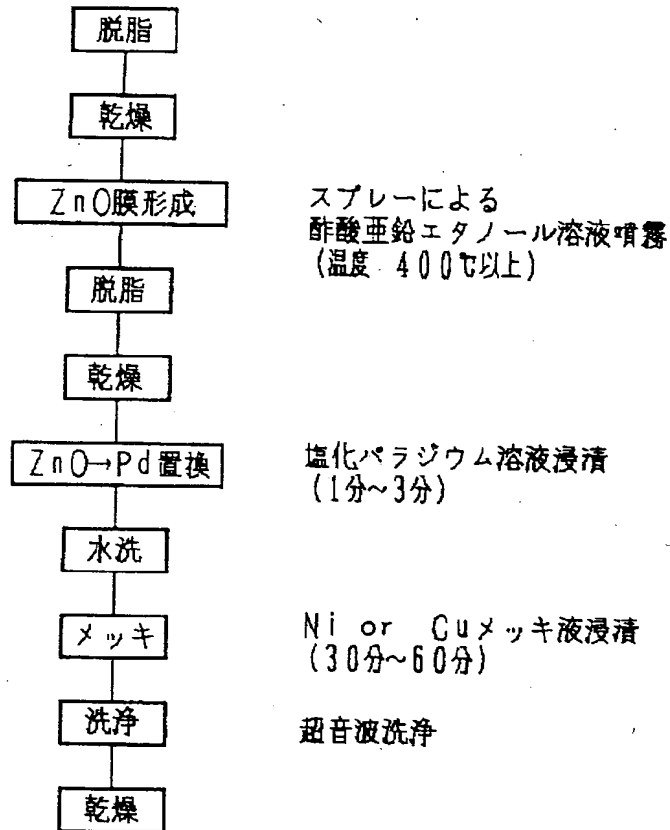 脱脂
乾燥
ZnO膜形成
スプレーによる
酢酸亜鉛エタノール溶液噴霧
(温度 400℃以上)
脱脂
乾燥
ZnO→Pd置換
塩化パラジウム溶液浸漬
(1分~3分)
水洗
メッキ
Ni or Cuメッキ液浸漬
(30分~60分)
洗浄
超音波洗浄
乾燥